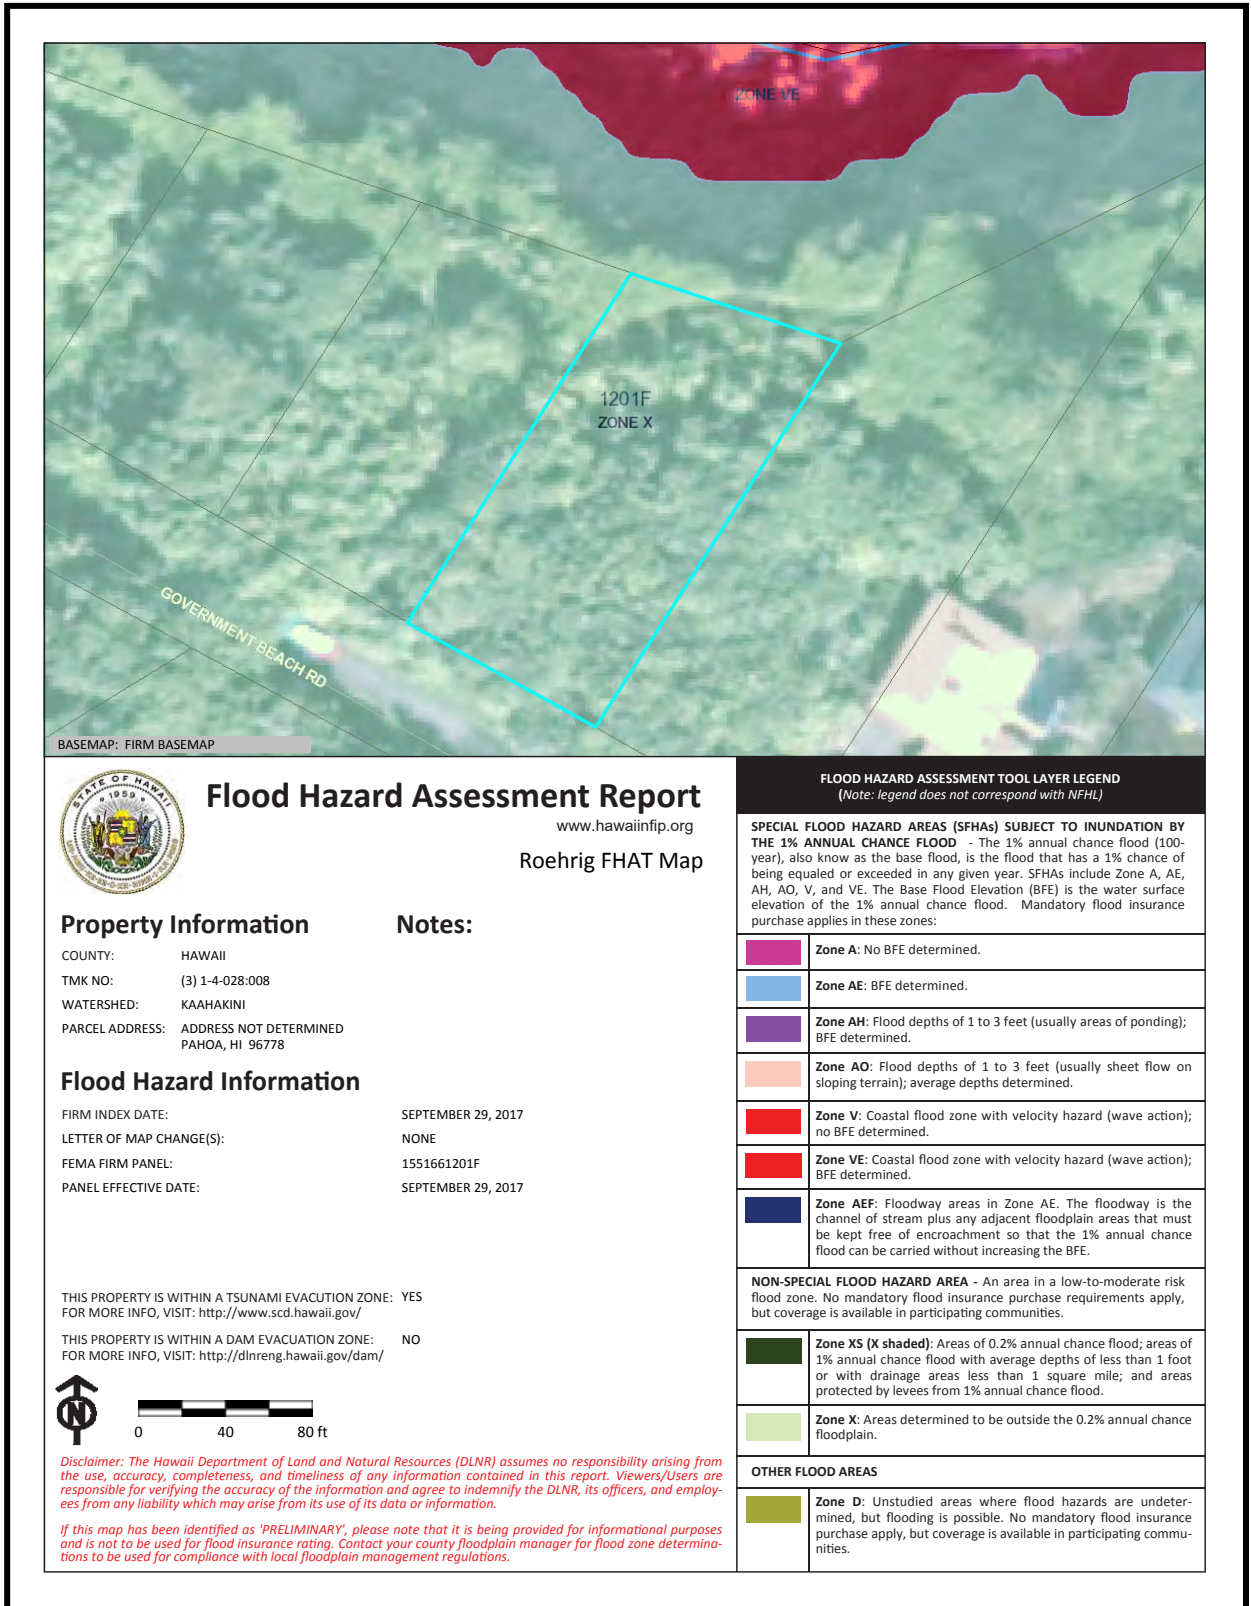 ZONE VE
1201F
ZONE X
GOVERNMENT BEACH RD
BASEMAP: FIRM BASEMAP
STATE OF HAWAII
1959
Flood Hazard Assessment Report
www.hawaiinfip.org
Roehrig FHAT Map
Property Information
Notes:
COUNTY: HAWAII
TMK NO: (3) 1-4-028:008
WATERSHED: KAAHAKINI
PARCEL ADDRESS: ADDRESS NOT DETERMINED
PAHOA, HI 96778
Flood Hazard Information
FIRM INDEX DATE: SEPTEMBER 29, 2017
LETTER OF MAP CHANGE(S): NONE
FEMA FIRM PANEL: 1551661201F
PANEL EFFECTIVE DATE: SEPTEMBER 29, 2017
THIS PROPERTY IS WITHIN A TSUNAMI EVACUTION ZONE: YES
FOR MORE INFO, VISIT: http://www.scd.hawaii.gov/
THIS PROPERTY IS WITHIN A DAM EVACUATION ZONE: NO
FOR MORE INFO, VISIT: http://dlnreng.hawaii.gov/dam/
N
0 40 80 ft
Disclaimer: The Hawaii Department of Land and Natural Resources (DLNR) assumes no responsibility arising from
the use, accuracy, completeness, and timeliness of any information contained in this report. Viewers/Users are
responsible for verifying the accuracy of the information and agree to indemnify the DLNR, its officers, and employ-
ees from any liability which may arise from its use of its data or information.
If this map has been identified as 'PRELIMINARY', please note that it is being provided for informational purposes
and is not to be used for flood insurance rating. Contact your county floodplain manager for flood zone determina-
tions to be used for compliance with local floodplain management regulations.
FLOOD HAZARD ASSESSMENT TOOL LAYER LEGEND
(Note: legend does not correspond with NFHL)
SPECIAL FLOOD HAZARD AREAS (SFHAs) SUBJECT TO INUNDATION BY
THE 1% ANNUAL CHANCE FLOOD - The 1% annual chance flood (100-
year), also know as the base flood, is the flood that has a 1% chance of
being equaled or exceeded in any given year. SFHAs include Zone A, AE,
AH, AO, V, and VE. The Base Flood Elevation (BFE) is the water surface
elevation of the 1% annual chance flood. Mandatory flood insurance
purchase applies in these zones:
Zone A: No BFE determined.
Zone AE: BFE determined.
Zone AH: Flood depths of 1 to 3 feet (usually areas of ponding);
BFE determined.
Zone AO: Flood depths of 1 to 3 feet (usually sheet flow on
sloping terrain); average depths determined.
Zone V: Coastal flood zone with velocity hazard (wave action);
no BFE determined.
Zone VE: Coastal flood zone with velocity hazard (wave action);
BFE determined.
Zone AEF: Floodway areas in Zone AE. The floodway is the
channel of stream plus any adjacent floodplain areas that must
be kept free of encroachment so that the 1% annual chance
flood can be carried without increasing the BFE.
NON-SPECIAL FLOOD HAZARD AREA - An area in a low-to-moderate risk
flood zone. No mandatory flood insurance purchase requirements apply,
but coverage is available in participating communities.
Zone XS (X shaded): Areas of 0.2% annual chance flood; areas of
1% annual chance flood with average depths of less than 1 foot
or with drainage areas less than 1 square mile; and areas
protected by levees from 1% annual chance flood.
Zone X: Areas determined to be outside the 0.2% annual chance
floodplain.
OTHER FLOOD AREAS
Zone D: Unstudied areas where flood hazards are undeter-
mined, but flooding is possible. No mandatory flood insurance
purchase apply, but coverage is available in participating commu-
nities.